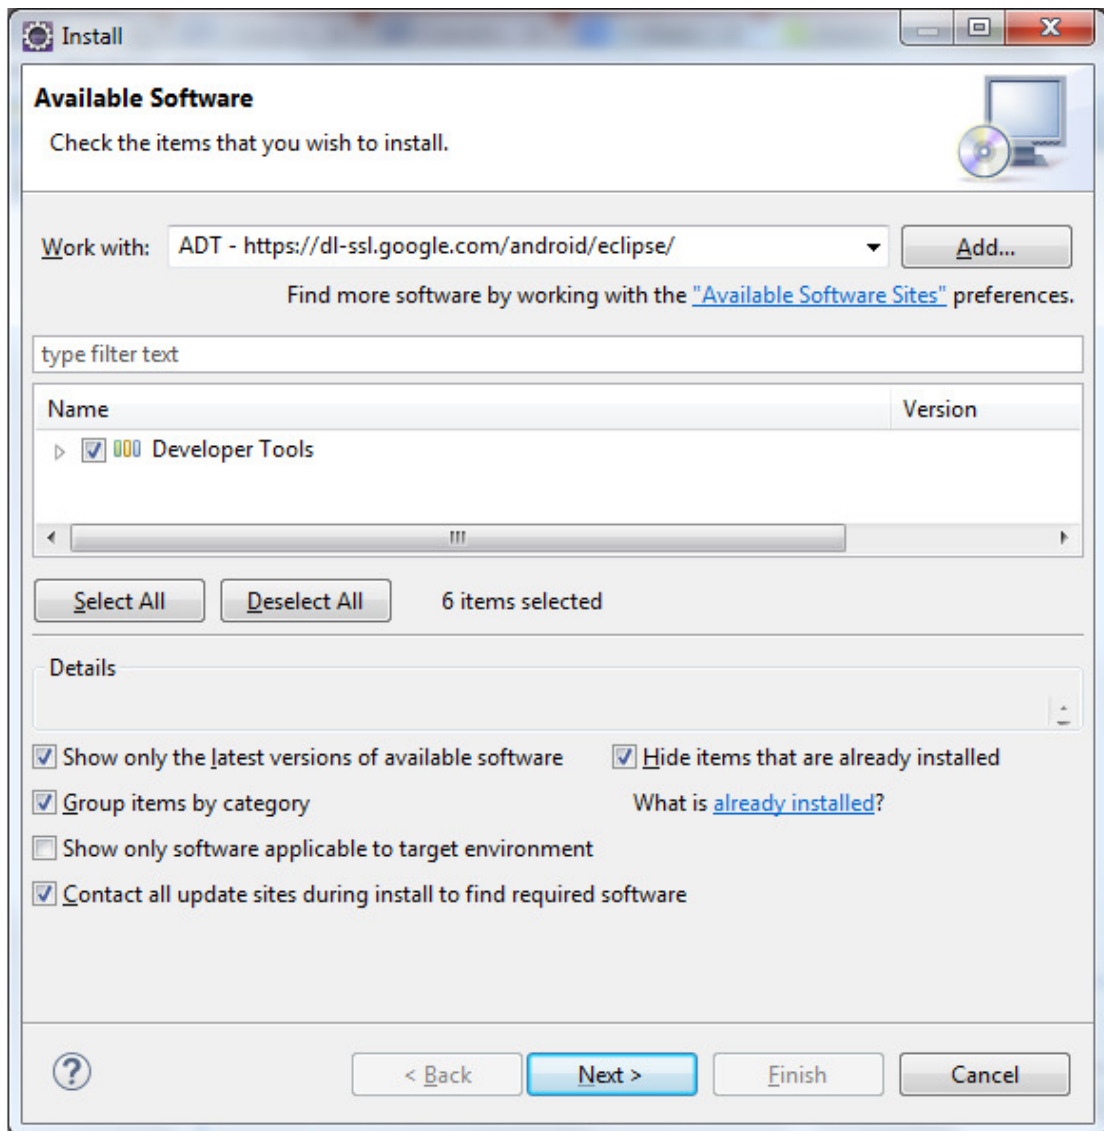 Install
Available Software
Check the items that you wish to install.
Work with: ADT - https://dl-ssl.google.com/android/eclipse/ Add...
Find more software by working with the "Available Software Sites" preferences.
type filter text
Name Version
Developer Tools
Select All Deselect All 6 items selected
Details
Show only the latest versions of available software Hide items that are already installed
Group items by category What is already installed?
Show only software applicable to target environment
Contact all update sites during install to find required software
? < Back Next > Finish Cancel